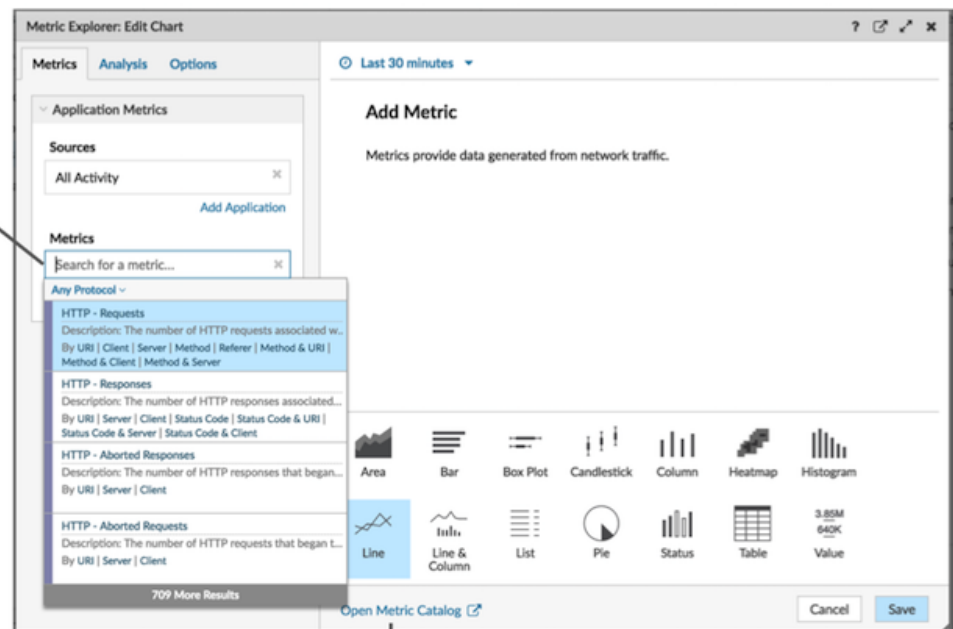 Metric Explorer: Edit Chart
?
Metrics Analysis Options
Last 30 minutes
Application Metrics
Sources
All Activity
Add Application
Metrics
Search for a metric...
Any Protocol
HTTP - Requests
Description: The number of HTTP requests associated w..
By URI | Client | Server | Method | Referer | Method & URI |
Method & Client | Method & Server
HTTP - Responses
Description: The number of HTTP responses associated...
By URI | Server | Client | Status Code | Status Code & URI |
Status Code & Server | Status Code & Client
HTTP - Aborted Responses
Description: The number of HTTP responses that began...
By URI | Server | Client
HTTP - Aborted Requests
Description: The number of HTTP requests that began t...
By URI | Server | Client
709 More Results
Add Metric
Metrics provide data generated from network traffic.
Area Bar Box Plot Candlestick Column Heatmap Histogram
3.85M
640K
Line Line & Column List Pie Status Table Value
Open Metric Catalog
Cancel Save